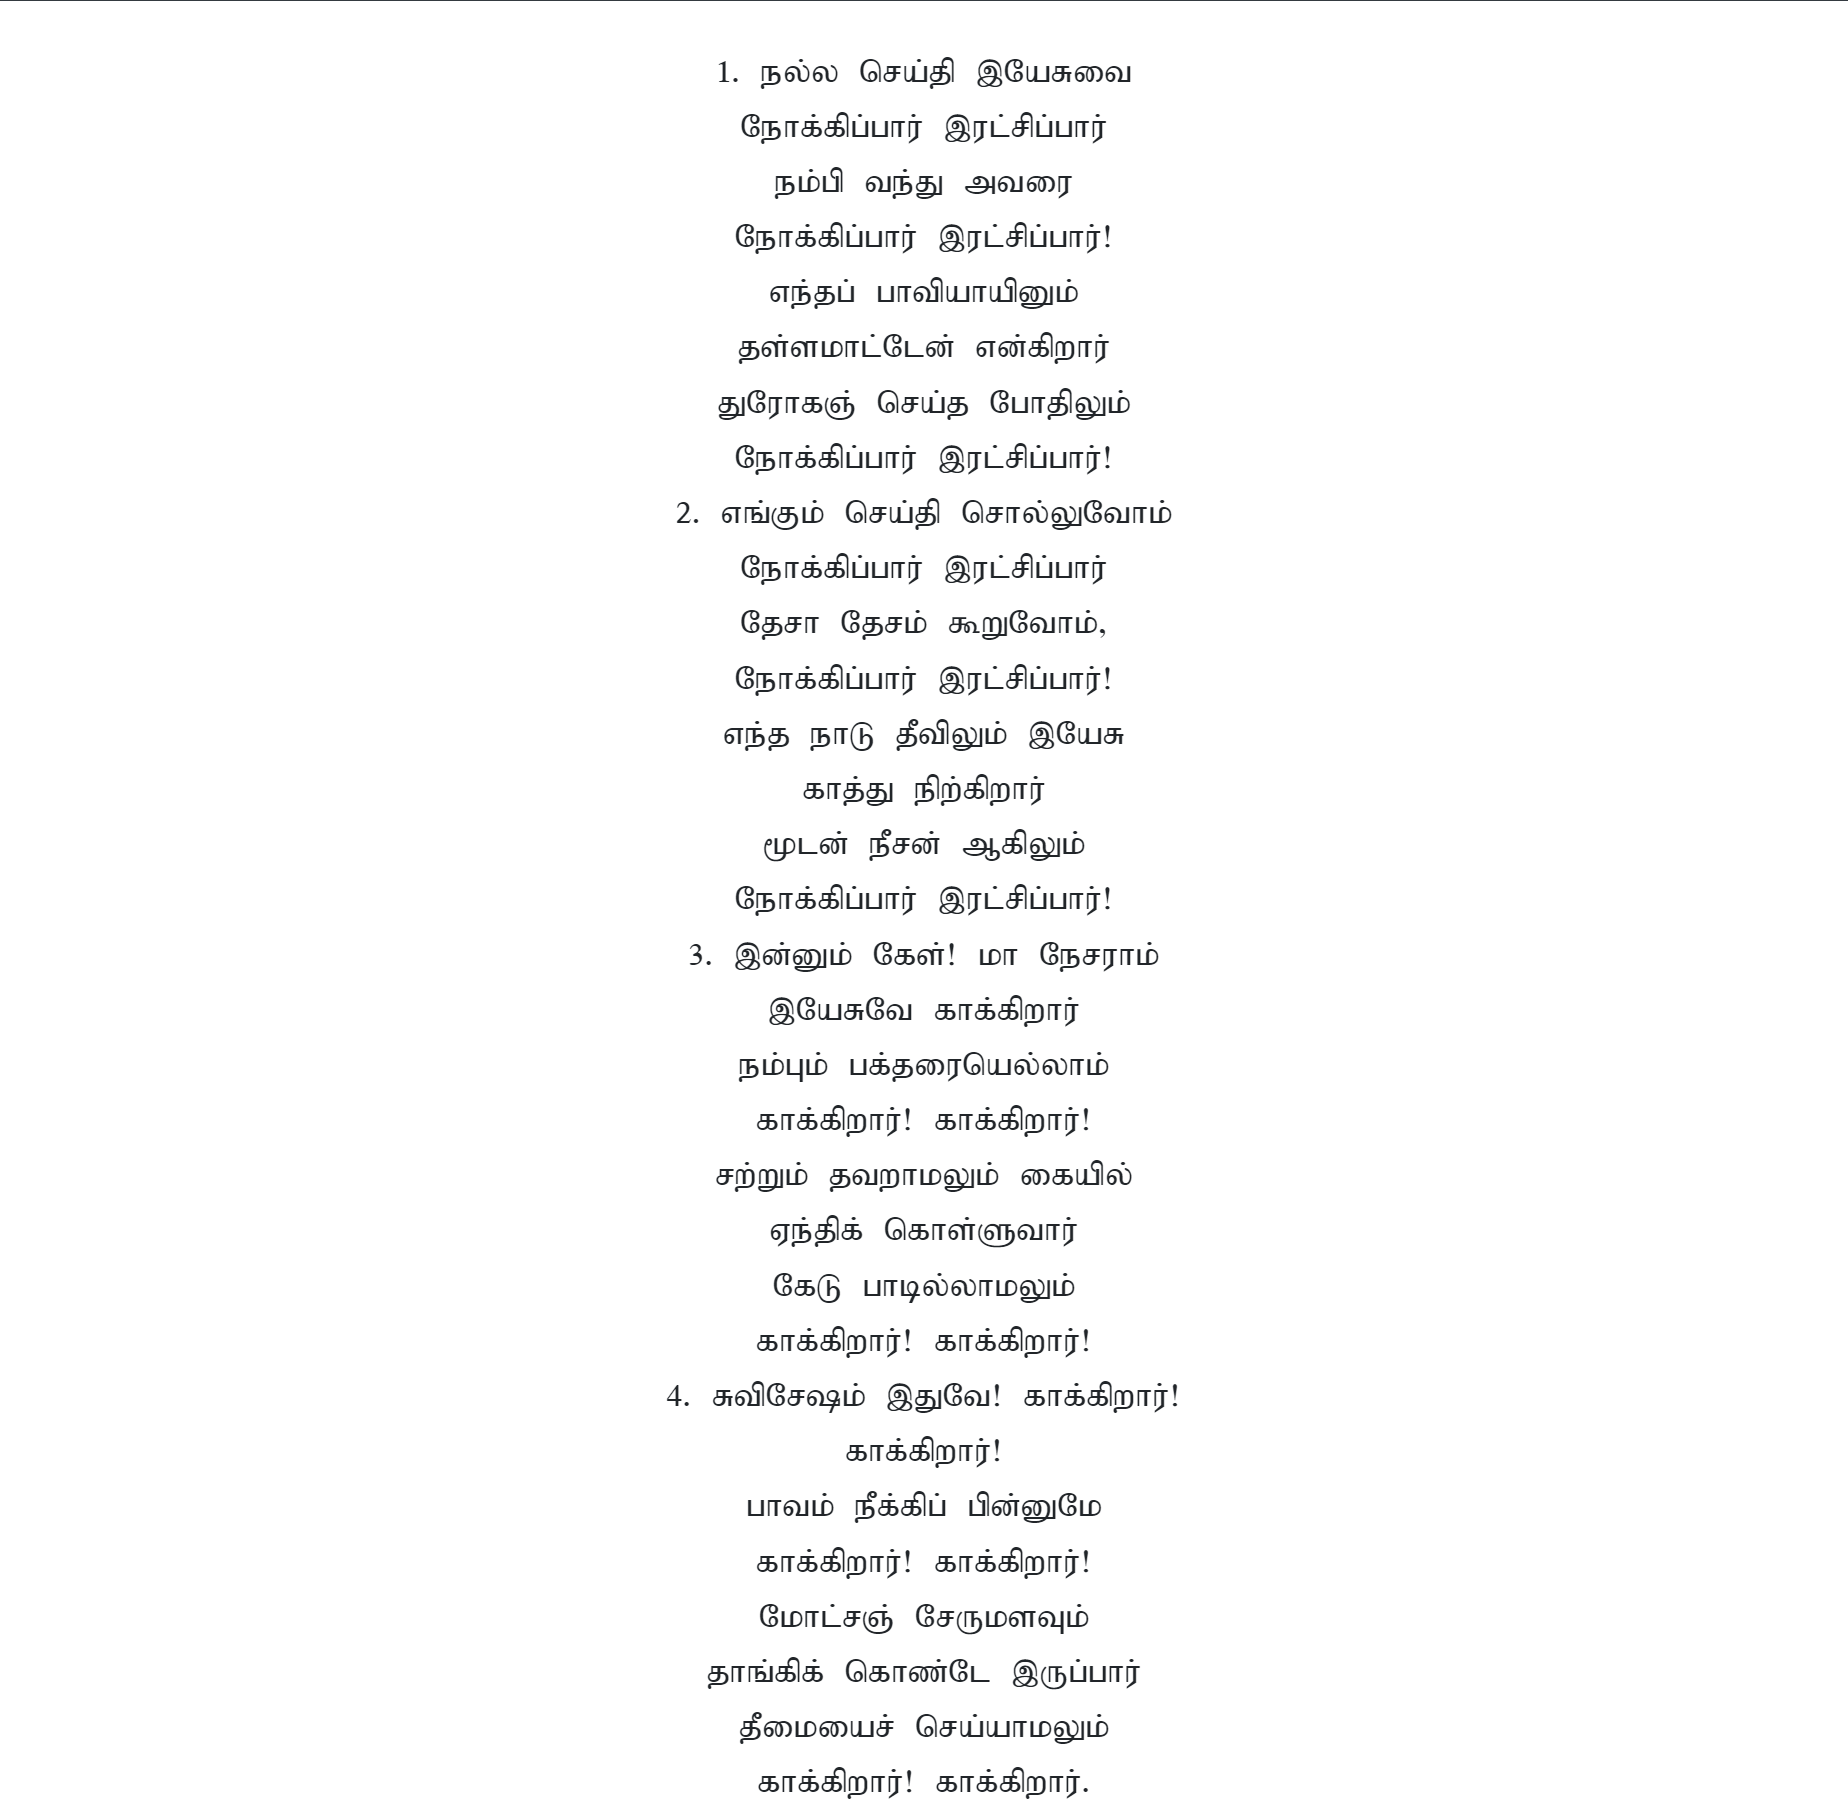 1. நல்ல செய்தி இயேசுவை
நோக்கிப்பார் இரட்சிப்பார்
நம்பி வந்து அவரை
நோக்கிப்பார் இரட்சிப்பார்!
எந்தப் பாவியாயினும்
தள்ளமாட்டேன் என்கிறார்
துரோகஞ் செய்த போதிலும்
நோக்கிப்பார் இரட்சிப்பார்!
2. எங்கும் செய்தி சொல்லுவோம்
நோக்கிப்பார் இரட்சிப்பார்
தேசா தேசம் கூறுவோம்,
நோக்கிப்பார் இரட்சிப்பார்!
எந்த நாடு தீவிலும் இயேசு
காத்து நிற்கிறார்
மூடன் நீசன் ஆகிலும்
நோக்கிப்பார் இரட்சிப்பார்!
3. இன்னும் கேள்! மா நேசராம்
இயேசுவே காக்கிறார்
நம்பும் பக்தரையெல்லாம்
காக்கிறார்! காக்கிறார்!
சற்றும் தவறாமலும் கையில்
ஏந்திக் கொள்ளுவார்
கேடு பாடில்லாமலும்
காக்கிறார்! காக்கிறார்!
4. சுவிசேஷம் இதுவே! காக்கிறார்!
காக்கிறார்!
பாவம் நீக்கிப் பின்னுமே
காக்கிறார்! காக்கிறார்!
மோட்சஞ் சேருமளவும்
தாங்கிக் கொண்டே இருப்பார்
தீமையைச் செய்யாமலும்
காக்கிறார்! காக்கிறார்.